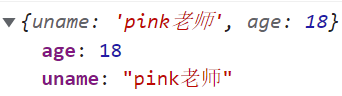 {uname: 'pink老师', age: 18}
age: 18
uname: "pink老师"